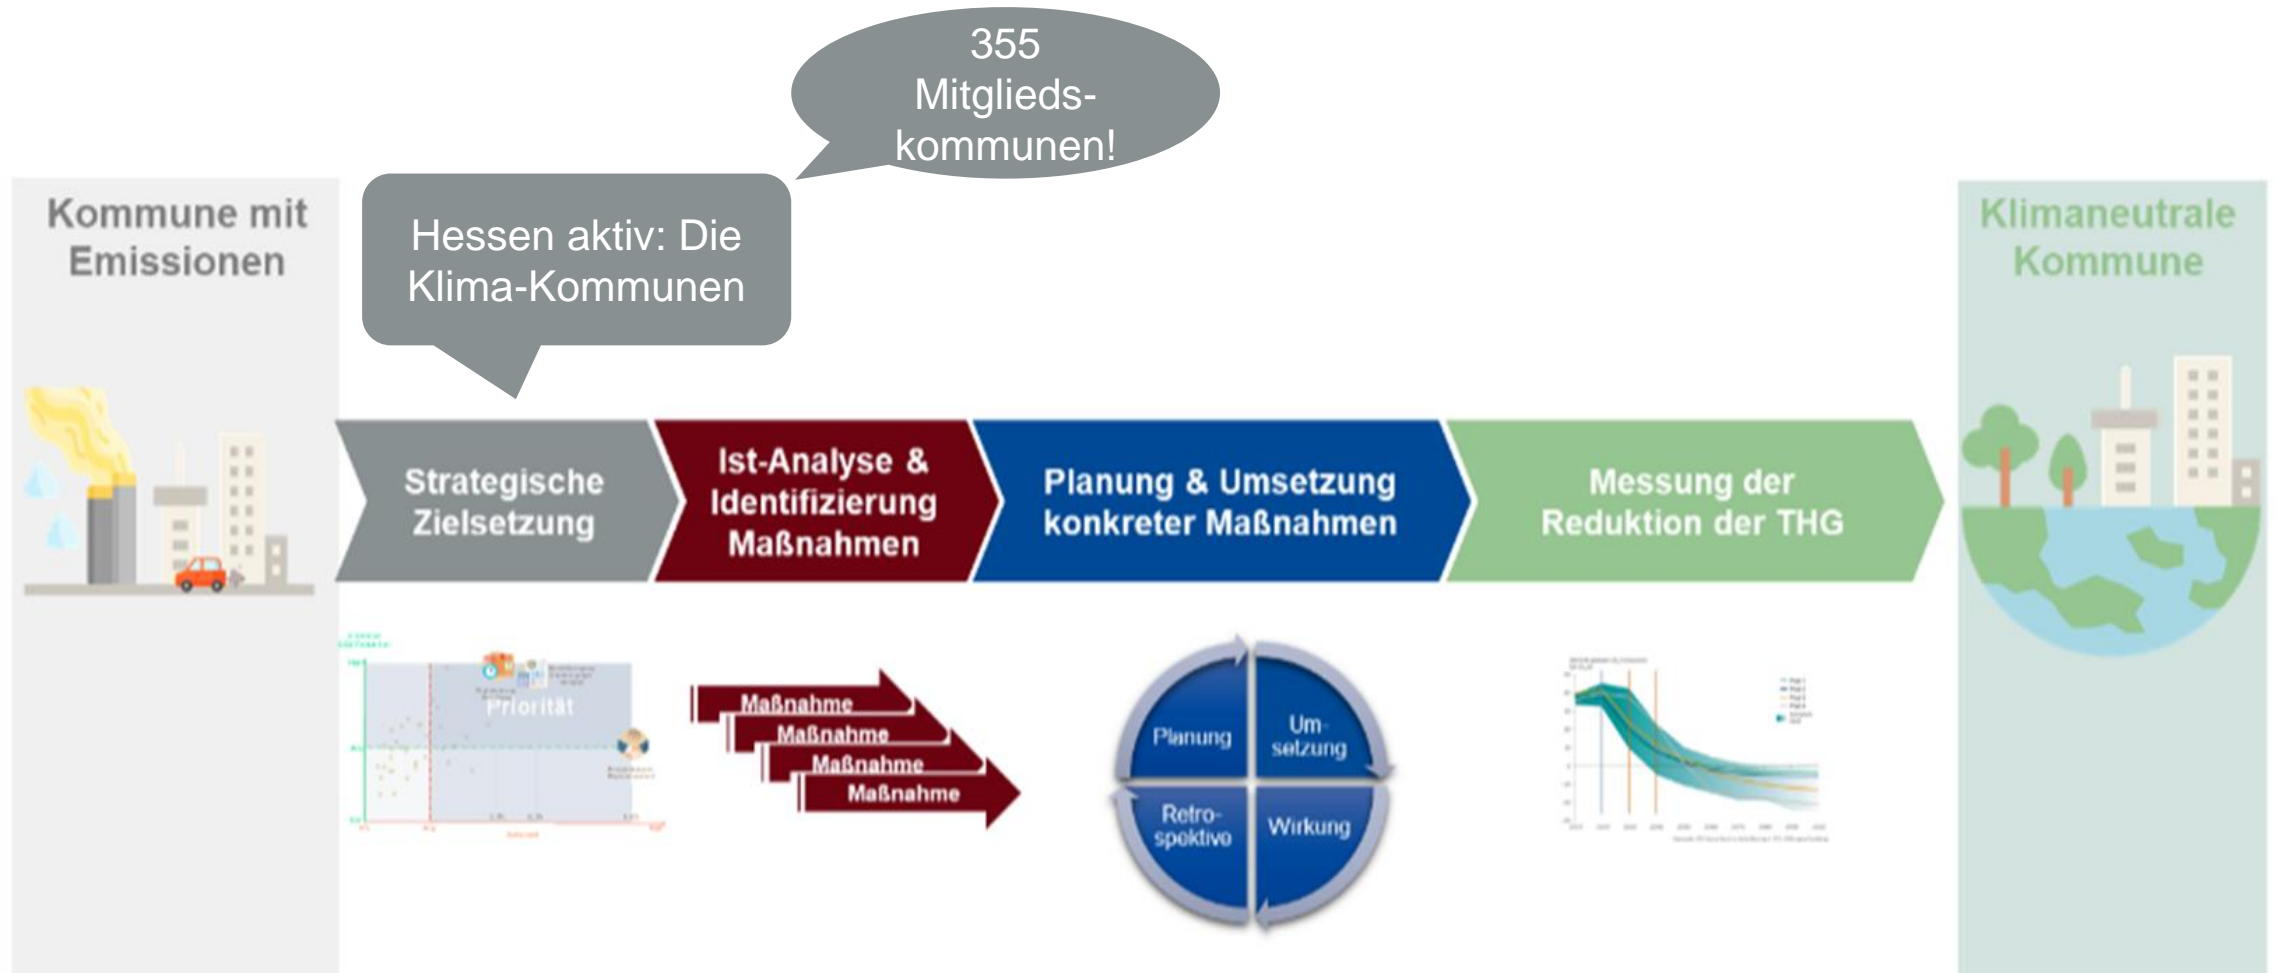 355
Mitglieds-
kommunen!
Kommune mit
Emissionen
Hessen aktiv: Die
Klima-Kommunen
Klimaneutrale
Kommune
Strategische
Zielsetzung
Ist-Analyse &
Identifizierung
Maßnahmen
Planung & Umsetzung
konkreter Maßnahmen
Messung der
Reduktion der THG
Priorität
Maßnahme
Maßnahme
Maßnahme
Maßnahme
Planung
Um-
setzung
Retro-
spektive
Wirkung